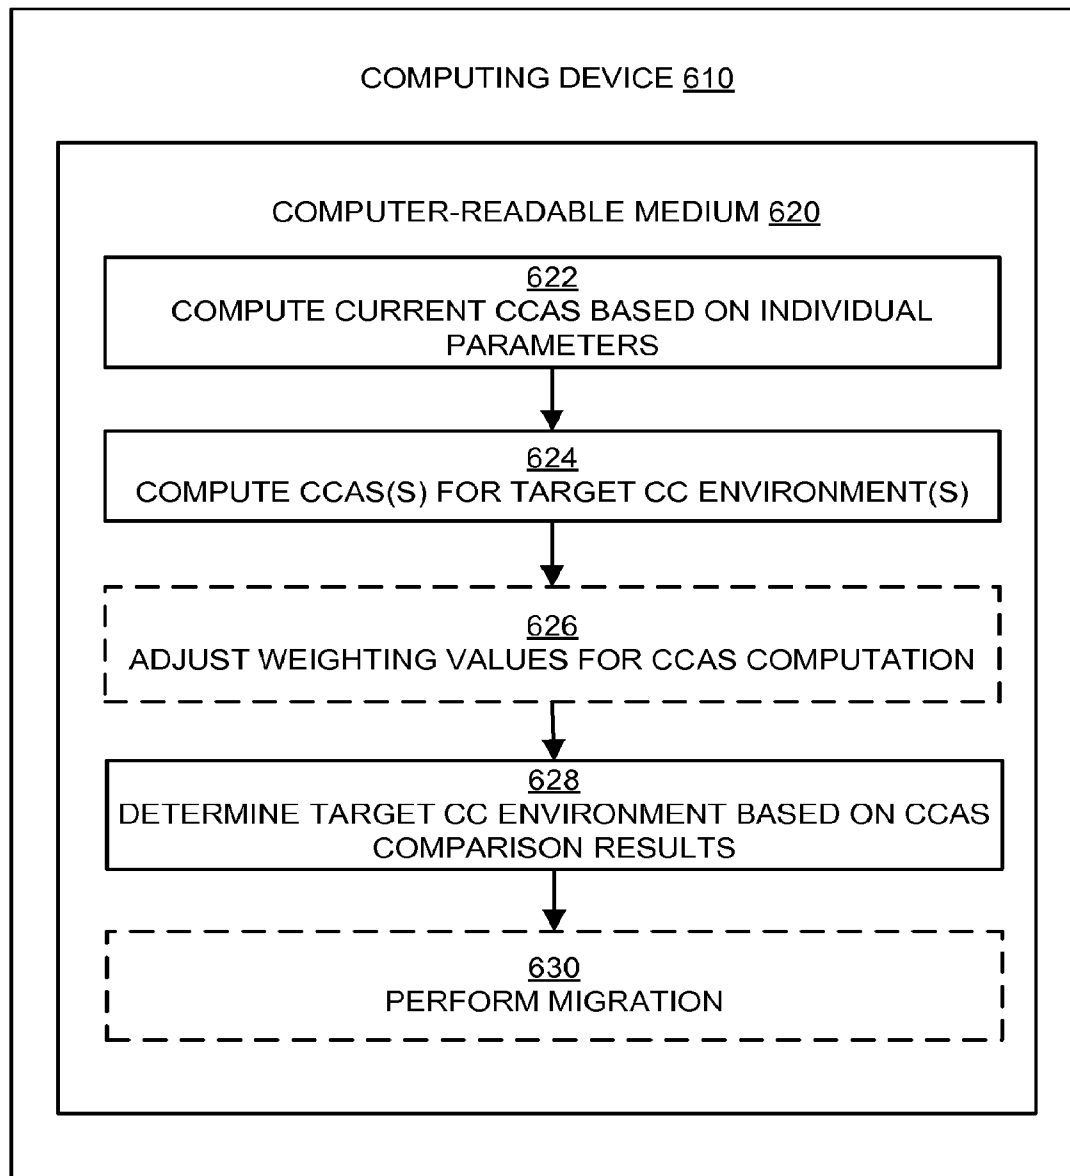 COMPUTING DEVICE 610
COMPUTER-READABLE MEDIUM 620
622
COMPUTE CURRENT CCAS BASED ON INDIVIDUAL
PARAMETERS
624
COMPUTE CCAS(S) FOR TARGET CC ENVIRONMENT(S)
626
ADJUST WEIGHTING VALUES FOR CCAS COMPUTATION
628
DETERMINE TARGET CC ENVIRONMENT BASED ON CCAS
COMPARISON RESULTS
630
PERFORM MIGRATION